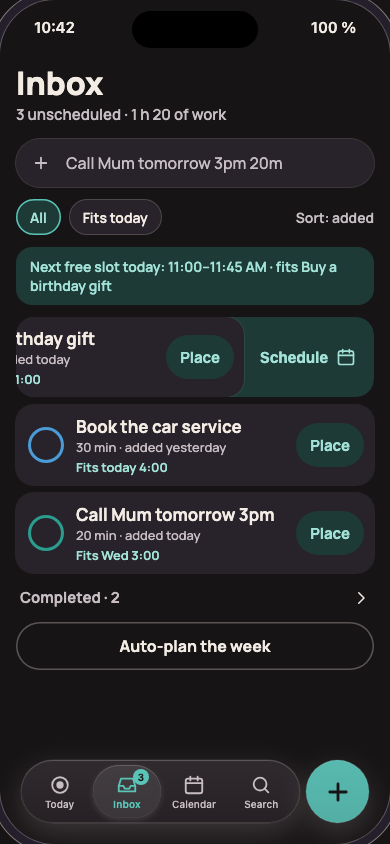 10:42
100 %
Inbox
3 unscheduled · 1 h 20 of work
+ Call Mum tomorrow 3pm 20m
All
Fits today
Sort: added
Next free slot today: 11:00–11:45 AM · fits Buy a
birthday gift
thday gift
led today
1:00
Place
Schedule
Book the car service
30 min · added yesterday
Fits today 4:00
Place
Call Mum tomorrow 3pm
20 min · added today
Fits Wed 3:00
Place
Completed · 2
Auto-plan the week
3
Today
Inbox
Calendar
Search